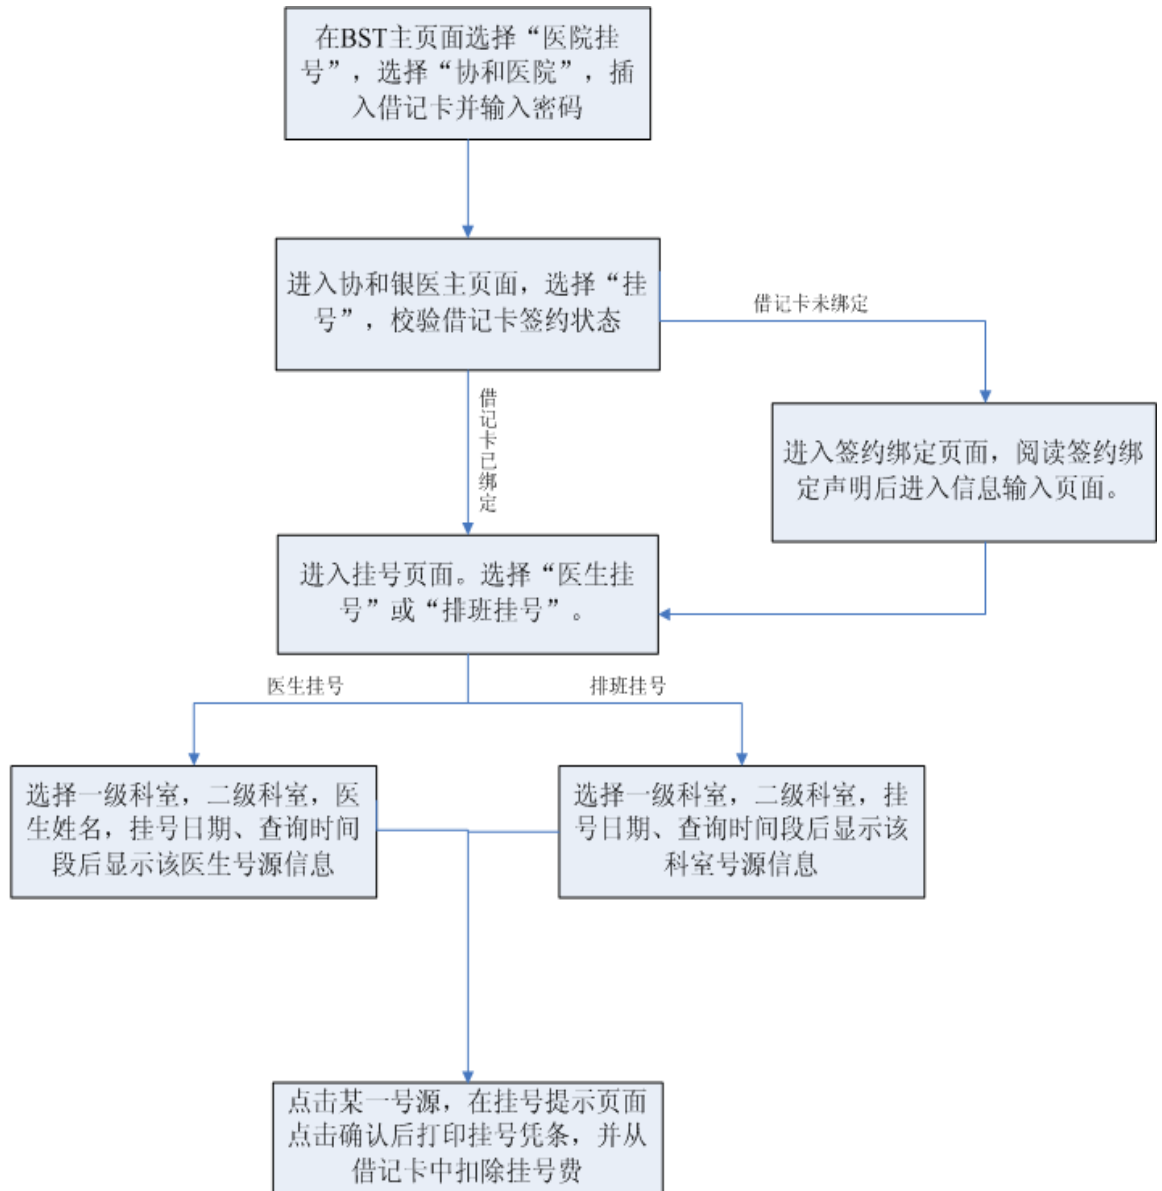 在BST主页面选择“医院挂
号”，选择“协和医院”，插
入借记卡并输入密码
进入协和银医主页面，选择“挂
号”，校验借记卡签约状态
借记卡未绑定
借记卡已绑定
进入签约绑定页面，阅读签约绑
定声明后进入信息输入页面。
进入挂号页面。选择“医生挂
号”或“排班挂号”。
医生挂号
排班挂号
选择一级科室，二级科室，医
生姓名，挂号日期、查询时间
段后显示该医生号源信息
选择一级科室，二级科室，挂
号日期、查询时间段后显示该
科室号源信息
点击某一号源，在挂号提示页面
点击确认后打印挂号凭条，并从
借记卡中扣除挂号费